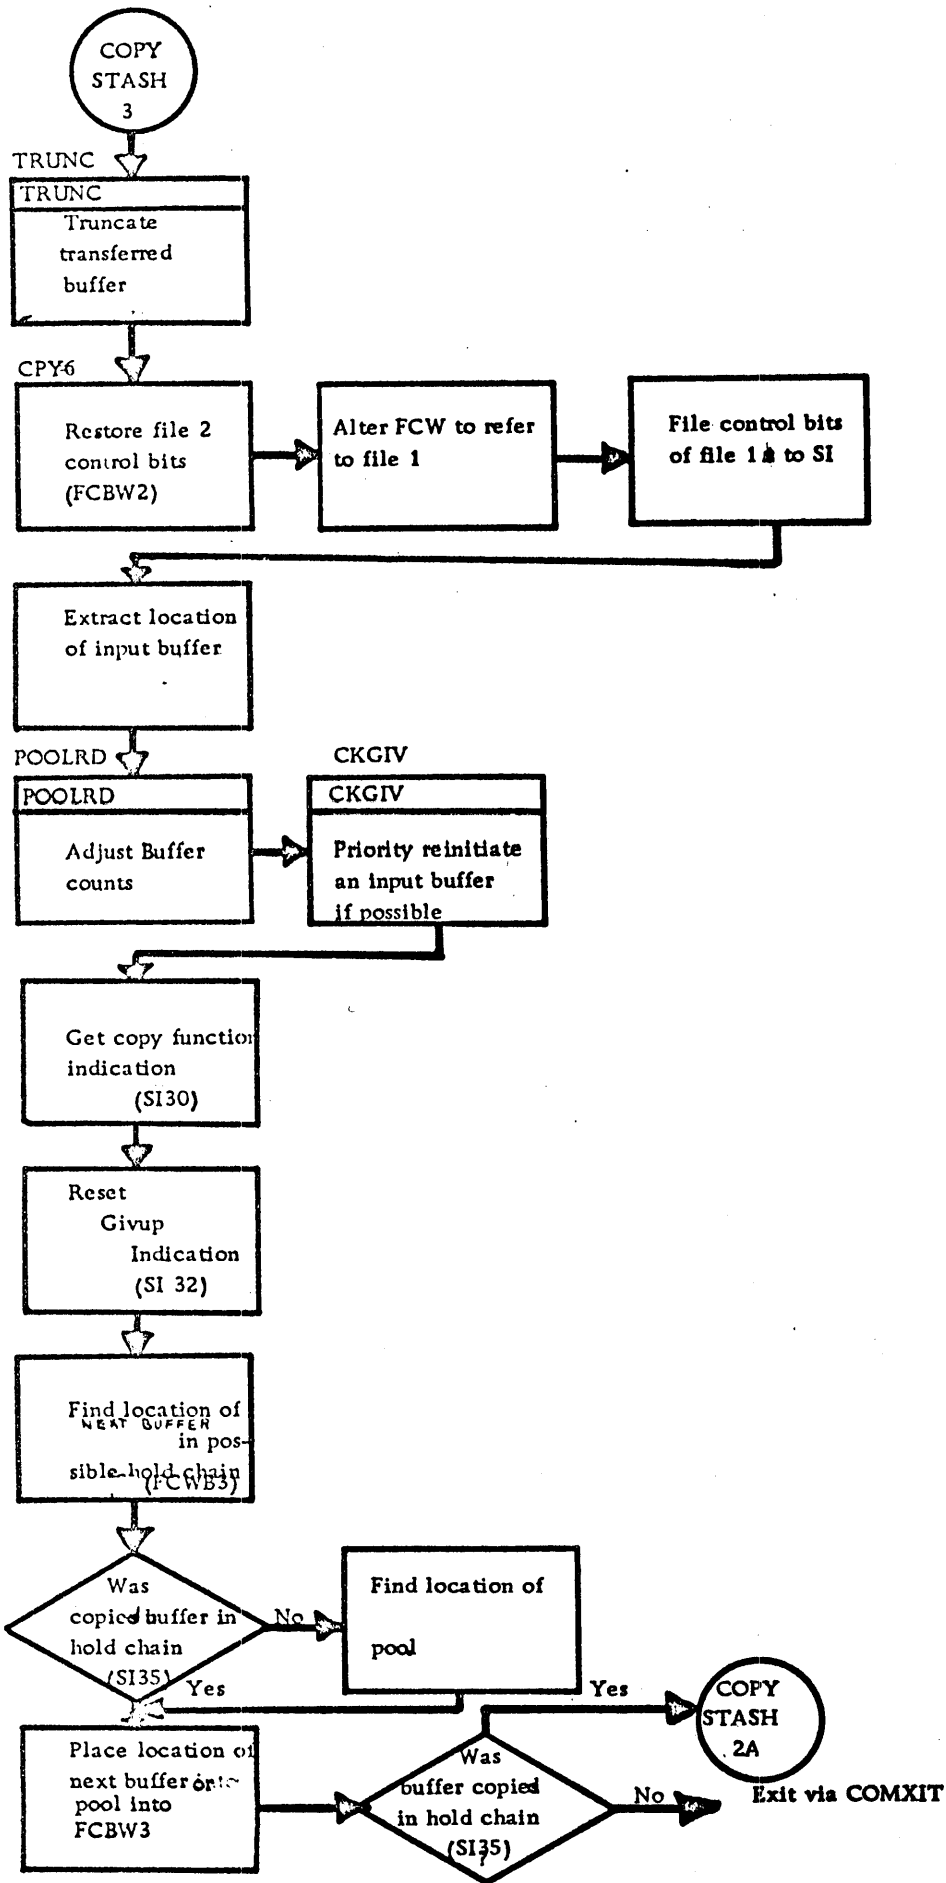 COPY
STASH
3
TRUNC
TRUNC
Truncate
transferred
buffer
CPY-6
Restore file 2
control bits
(FCBW2)
Alter FCW to refer
to file 1
File control bits
of file 1 to SI
Extract location
of input buffer
POOLRD
POOLRD
Adjust Buffer
counts
CKGIV
CKGIV
Priority reinitiate
an input buffer
if possible
Get copy function
indication
(SI30)
Reset
Givup
Indication
(SI 32)
Find location of
NEXT BUFFER
in pos-
sible hold chain
(FCWB3)
Was
copied buffer in
hold chain
(SI35)
No
Yes
Find location of
pool
Place location of
next buffer
pool into
FCBW3
Was
buffer copied
in hold chain
(SI35)
?
Yes
COPY
STASH
2A
No
Exit via COMXIT